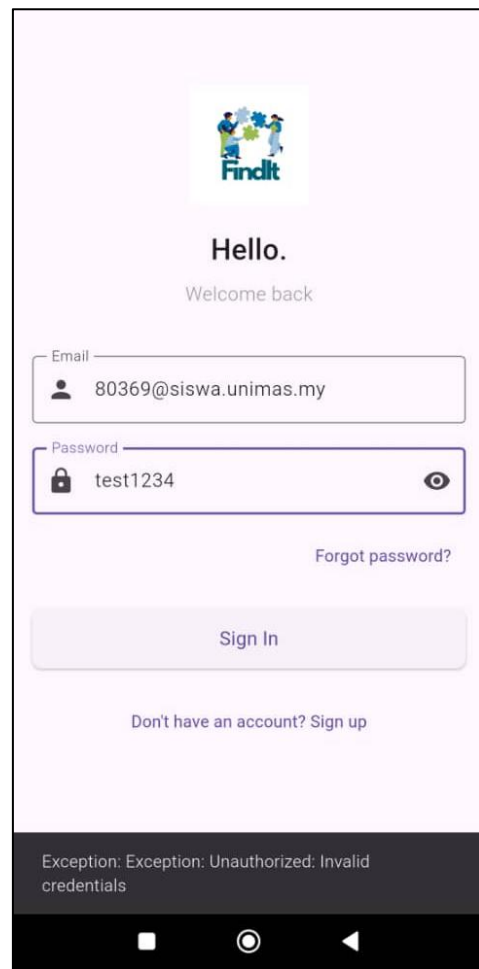 FindIt
Hello.
Welcome back
Email
80369@siswa.unimas.my
Password
test1234
Forgot password?
Sign In
Don't have an account? Sign up
Exception: Exception: Unauthorized: Invalid
credentials